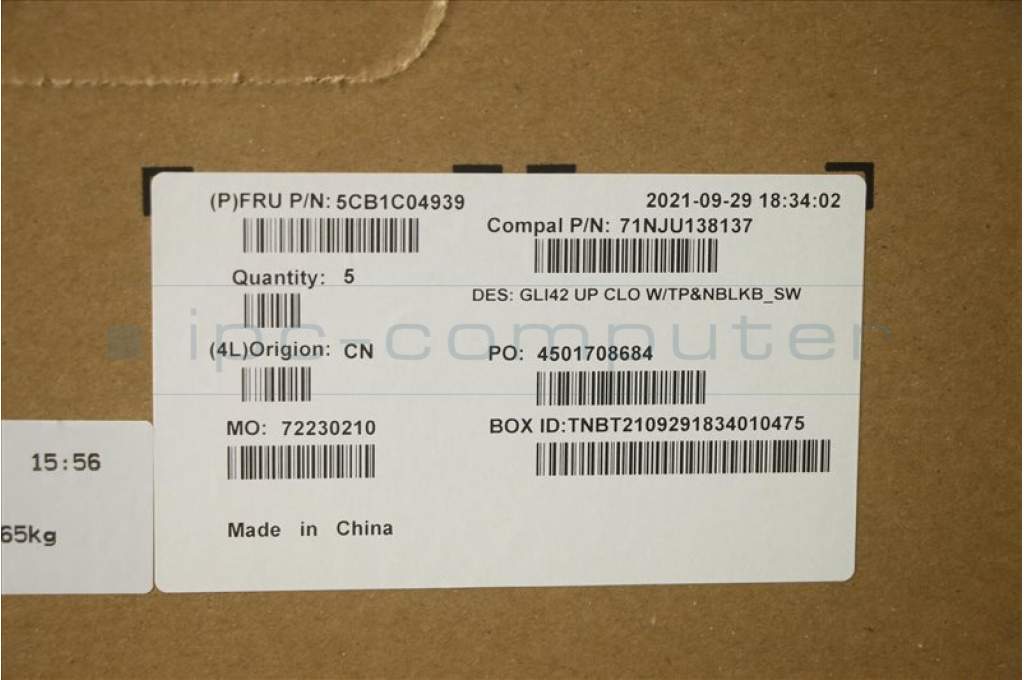 (P)FRU P/N: 5CB1C04939
2021-09-29 18:34:02
Compal P/N: 71NJU138137
Quantity: 5
DES: GLI42 UP CLO W/TP&NBLKB_SW
ipc-computer
(4L)Origion: CN
PO: 4501708684
MO: 72230210
BOX ID:TNBT2109291834010475
Made in China
15:56
65kg